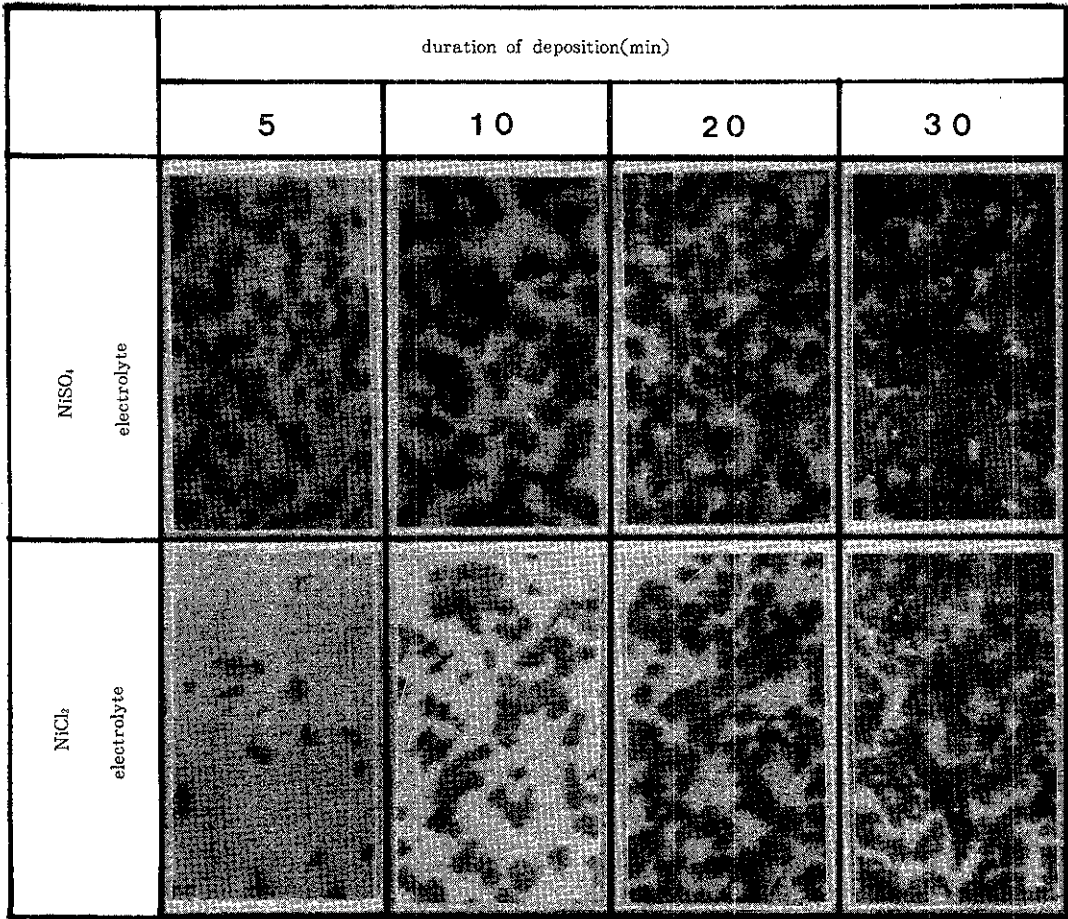 duration of deposition(min)
5 10 20 30
NiSO₄
electrolyte
NiCl₂
electrolyte